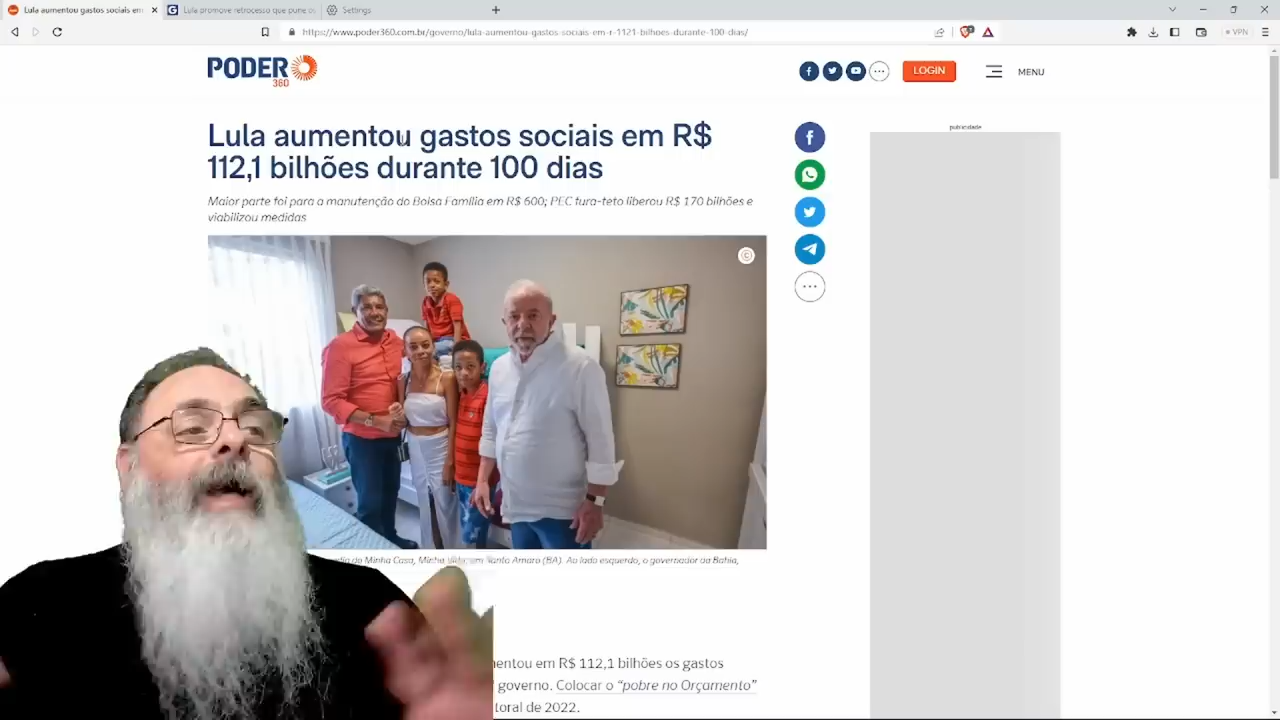 Lula aumentou gastos sociais em
Lula promove retrocesso que pune
Settings
https://www.poder360.com.br/governo/lula-aumentou-gastos-sociais-em-r-1121-bilhoes-durante-100-dias/
VPN
PODER
360
LOGIN
MENU
Lula aumentou gastos sociais em R$
112,1 bilhões durante 100 dias
publicidade
Maior parte foi para a manutenção do Bolsa Família em R$ 600; PEC fura-teto liberou R$ 170 bilhões e
viabilizou medidas
do Minha Casa, Minha Vida, em Santo Amaro (BA). Ao lado esquerdo, o governador da Bahia,
entou em R$ 112,1 bilhões os gastos
governo. Colocar o “pobre no Orçamento”
toral de 2022.